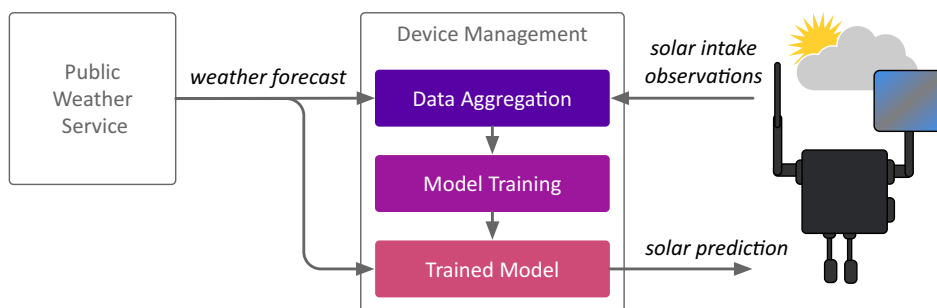 Public
Weather
Service
weather forecast
Device Management
Data Aggregation
Model Training
Trained Model
solar intake
observations
solar prediction